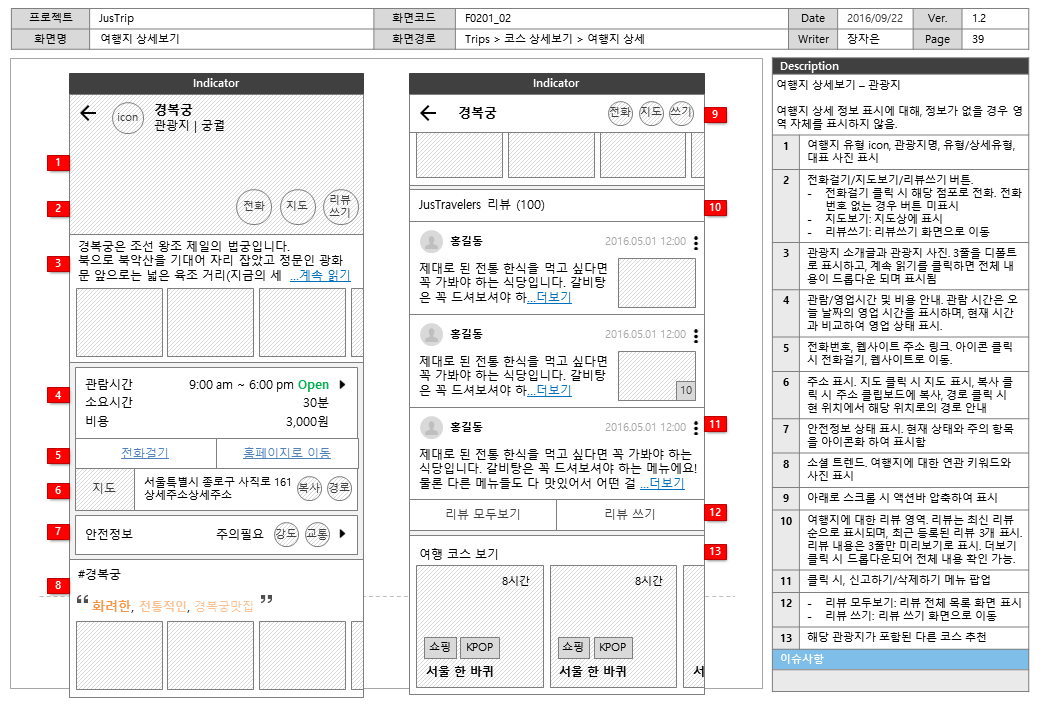 프로젝트 JusTrip 화면코드 F0201_02 Date 2016/09/22 Ver. 1.2
화면명 여행지 상세보기 화면경로 Trips > 코스 상세보기 > 여행지 상세 Writer 장자은 Page 39
Indicator
icon
경복궁
관광지 | 궁궐
1
2
전화
지도
리뷰
쓰기
3
경복궁은 조선 왕조 제일의 법궁입니다.
북으로 북악산을 기대어 자리 잡았고 정문인 광화
문 앞으로는 넓은 육조 거리(지금의 세 ...계속 읽기
4
관람시간 9:00 am ~ 6:00 pm Open
소요시간 30분
비용 3,000원
5
전화걸기 홈페이지로 이동
6
지도
서울특별시 종로구 사직로 161
상세주소상세주소
복사 경로
7
안전정보 주의필요 강도 교통
8
#경복궁
“ 화려한, 전통적인, 경복궁맛집 ”
Indicator
경복궁 전화 지도 쓰기
9
JusTravelers 리뷰 (100)
10
홍길동 2016.05.01 12:00
제대로 된 전통 한식을 먹고 싶다면
꼭 가봐야 하는 식당입니다. 갈비탕
은 꼭 드셔보셔야 하...더보기
홍길동 2016.05.01 12:00
제대로 된 전통 한식을 먹고 싶다면
꼭 가봐야 하는 식당입니다. 갈비탕
은 꼭 드셔보셔야 하...더보기
10
홍길동 2016.05.01 12:00
11
제대로 된 전통 한식을 먹고 싶다면 꼭 가봐야 하는
식당입니다. 갈비탕은 꼭 드셔보셔야 하는 메뉴에요!
물론 다른 메뉴들도 다 맛있어서 어떤 걸 ...더보기
리뷰 모두보기 리뷰 쓰기
12
여행 코스 보기
13
8시간 8시간
쇼핑 KPOP 쇼핑 KPOP
서울 한 바퀴 서울 한 바퀴 서
Description
여행지 상세보기 – 관광지
여행지 상세 정보 표시에 대해, 정보가 없을 경우 영
역 자체를 표시하지 않음.
1 여행지 유형 icon, 관광지명, 유형/상세유형,
대표 사진 표시
2 전화걸기/지도보기/리뷰쓰기 버튼.
- 전화걸기 클릭 시 해당 점포로 전화. 전화
번호 없는 경우 버튼 미표시
- 지도보기: 지도상에 표시
- 리뷰쓰기: 리뷰쓰기 화면으로 이동
3 관광지 소개글과 관광지 사진. 3줄을 디폴트
로 표시하고, 계속 읽기를 클릭하면 전체 내
용이 드롭다운 되며 표시됨
4 관람/영업시간 및 비용 안내. 관람 시간은 오
늘 날짜의 영업 시간을 표시하며, 현재 시간
과 비교하여 영업 상태 표시.
5 전화번호, 웹사이트 주소 링크. 아이콘 클릭
시 전화걸기, 웹사이트로 이동.
6 주소 표시. 지도 클릭 시 지도 표시, 복사 클
릭 시 주소 클립보드에 복사, 경로 클릭 시
현 위치에서 해당 위치로의 경로 안내
7 안전정보 상태 표시. 현재 상태와 주의 항목
을 아이콘화 하여 표시함
8 소셜 트렌드. 여행지에 대한 연관 키워드와
사진 표시
9 아래로 스크롤 시 액션바 압축하여 표시
10 여행지에 대한 리뷰 영역. 리뷰는 최신 리뷰
순으로 표시되며, 최근 등록된 리뷰 3개 표시.
리뷰 내용은 3줄만 미리보기로 표시. 더보기
클릭 시 드롭다운되어 전체 내용 확인 가능.
11 클릭 시, 신고하기/삭제하기 메뉴 팝업
12 - 리뷰 모두보기: 리뷰 전체 목록 화면 표시
- 리뷰 쓰기: 리뷰 쓰기 화면으로 이동
13 해당 관광지가 포함된 다른 코스 추천
이슈사항